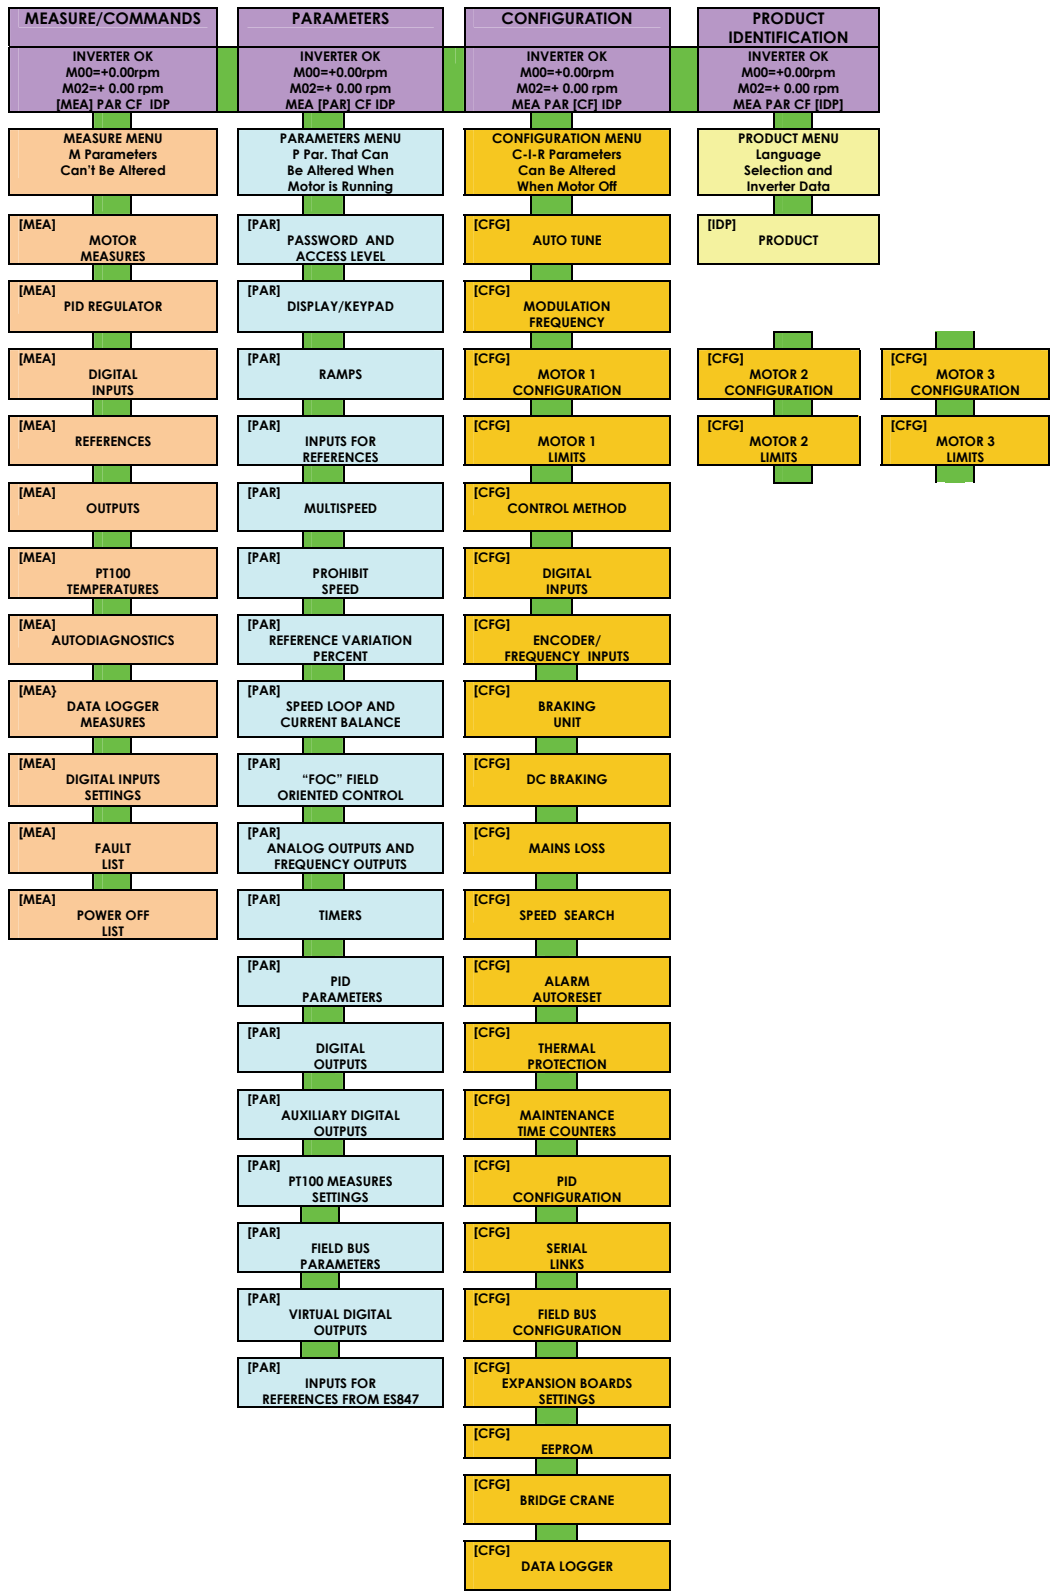 MEASURE/COMMANDS
INVERTER OK
M00=+0.00rpm
M02=+ 0.00 rpm
[MEA] PAR CF IDP
MEASURE MENU
M Parameters
Can't Be Altered
[MEA]
MOTOR
MEASURES
[MEA]
PID REGULATOR
[MEA]
DIGITAL
INPUTS
[MEA]
REFERENCES
[MEA]
OUTPUTS
[MEA]
PT100
TEMPERATURES
[MEA]
AUTODIAGNOSTICS
[MEA}
DATA LOGGER
MEASURES
[MEA]
DIGITAL INPUTS
SETTINGS
[MEA]
FAULT
LIST
[MEA]
POWER OFF
LIST
PARAMETERS
INVERTER OK
M00=+0.00rpm
M02=+ 0.00 rpm
MEA [PAR] CF IDP
PARAMETERS MENU
P Par. That Can
Be Altered When
Motor is Running
[PAR]
PASSWORD AND
ACCESS LEVEL
[PAR]
DISPLAY/KEYPAD
[PAR]
RAMPS
[PAR]
INPUTS FOR
REFERENCES
[PAR]
MULTISPEED
[PAR]
PROHIBIT
SPEED
[PAR]
REFERENCE VARIATION
PERCENT
[PAR]
SPEED LOOP AND
CURRENT BALANCE
[PAR]
“FOC” FIELD
ORIENTED CONTROL
[PAR]
ANALOG OUTPUTS AND
FREQUENCY OUTPUTS
[PAR]
TIMERS
[PAR]
PID
PARAMETERS
[PAR]
DIGITAL
OUTPUTS
[PAR]
AUXILIARY DIGITAL
OUTPUTS
[PAR]
PT100 MEASURES
SETTINGS
[PAR]
FIELD BUS
PARAMETERS
[PAR]
VIRTUAL DIGITAL
OUTPUTS
[PAR]
INPUTS FOR
REFERENCES FROM ES847
CONFIGURATION
INVERTER OK
M00=+0.00rpm
M02=+ 0.00 rpm
MEA PAR [CF] IDP
CONFIGURATION MENU
C-I-R Parameters
Can Be Altered
When Motor Off
[CFG]
AUTO TUNE
[CFG]
MODULATION
FREQUENCY
[CFG]
MOTOR 1
CONFIGURATION
[CFG]
MOTOR 1
LIMITS
[CFG]
CONTROL METHOD
[CFG]
DIGITAL
INPUTS
[CFG]
ENCODER/
FREQUENCY INPUTS
[CFG]
BRAKING
UNIT
[CFG]
DC BRAKING
[CFG]
MAINS LOSS
[CFG]
SPEED SEARCH
[CFG]
ALARM
AUTORESET
[CFG]
THERMAL
PROTECTION
[CFG]
MAINTENANCE
TIME COUNTERS
[CFG]
PID
CONFIGURATION
[CFG]
SERIAL
LINKS
[CFG]
FIELD BUS
CONFIGURATION
[CFG]
EXPANSION BOARDS
SETTINGS
[CFG]
EEPROM
[CFG]
BRIDGE CRANE
[CFG]
DATA LOGGER
PRODUCT
IDENTIFICATION
INVERTER OK
M00=+0.00rpm
M02=+ 0.00 rpm
MEA PAR CF [IDP]
PRODUCT MENU
Language
Selection and
Inverter Data
[IDP]
PRODUCT
[CFG]
MOTOR 2
CONFIGURATION
[CFG]
MOTOR 2
LIMITS
[CFG]
MOTOR 3
CONFIGURATION
[CFG]
MOTOR 3
LIMITS